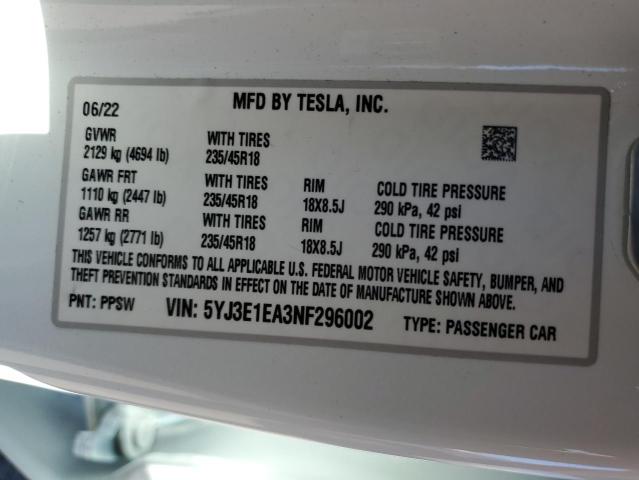 06/22 MFD BY TESLA, INC.
GVWR WITH TIRES
2129 kg (4694 lb) 235/45R18
GAWR FRT WITH TIRES RIM COLD TIRE PRESSURE
1110 kg (2447 lb) 235/45R18 18X8.5J 290 kPa, 42 psi
GAWR RR WITH TIRES RIM COLD TIRE PRESSURE
1257 kg (2771 lb) 235/45R18 18X8.5J 290 kPa, 42 psi
THIS VEHICLE CONFORMS TO ALL APPLICABLE U.S. FEDERAL MOTOR VEHICLE SAFETY, BUMPER, AND
THEFT PREVENTION STANDARDS IN EFFECT ON THE DATE OF MANUFACTURE SHOWN ABOVE.
PNT: PPSW VIN: 5YJ3E1EA3NF296002 TYPE: PASSENGER CAR